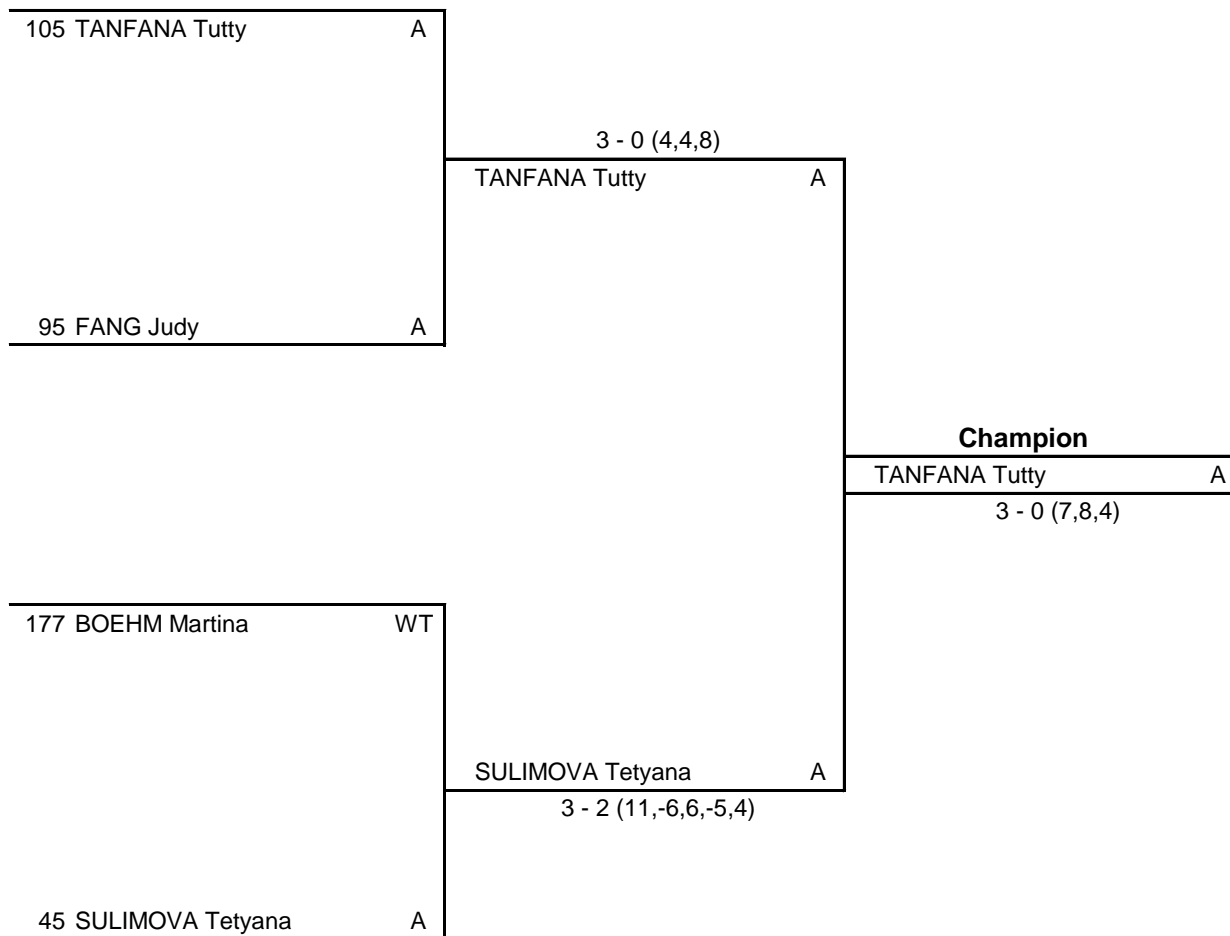 105 TANFANA Tutty A
3 - 0 (4,4,8)
TANFANA Tutty A
95 FANG Judy A
Champion
TANFANA Tutty A
3 - 0 (7,8,4)
177 BOEHM Martina WT
SULIMOVA Tetyana A
3 - 2 (11,-6,6,-5,4)
45 SULIMOVA Tetyana A